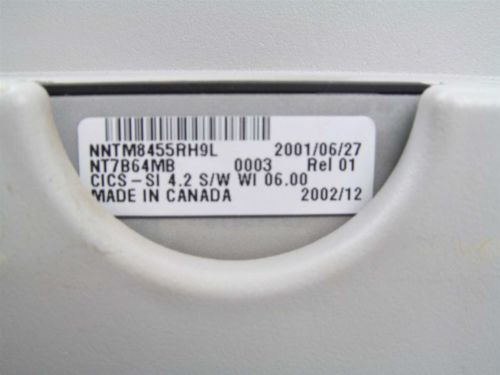 NNTM8455RH9L 2001/06/27
NT7B64MB 0003 Rel 01
CICS-SI 4.2 S/W WI 06.00
MADE IN CANADA 2002/12